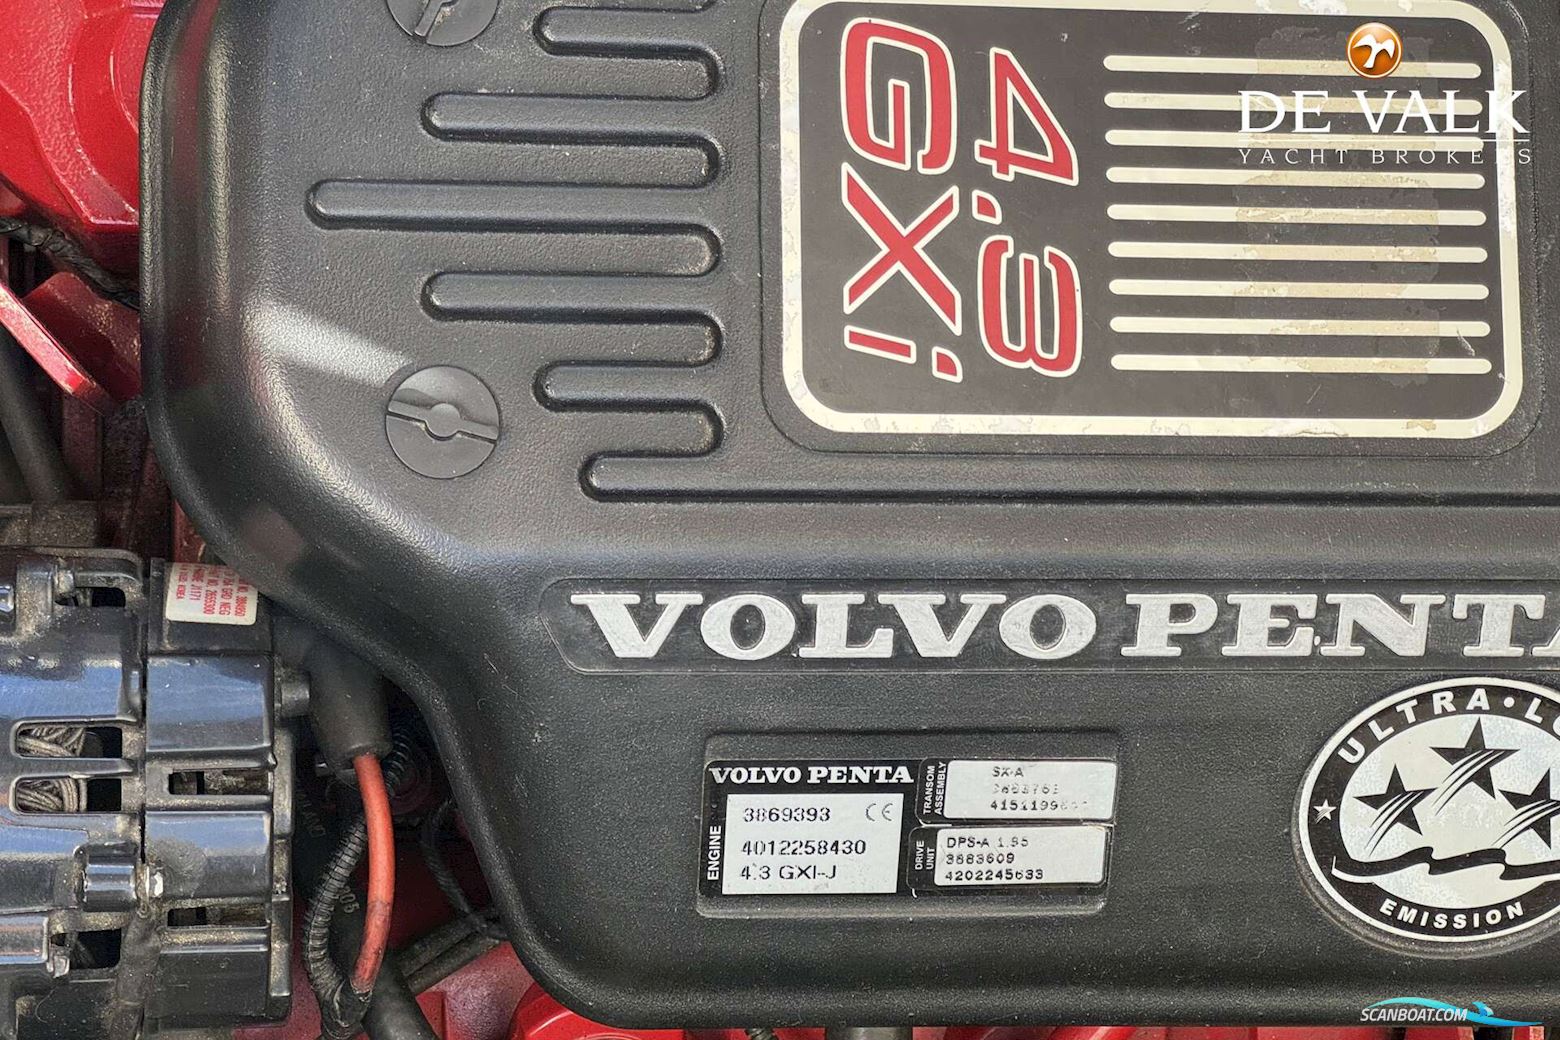 4.3
GXi
DE VALK
YACHT BROKERS
VOLVO PENTA
VOLVO PENTA
ENGINE
3869393 CE
4012258430
4.3 GXI-J
TRANSOM
ASSEMBLY
SX-A
DRIVE
UNIT
DPS-A 1.95
3883609
4202245633
ULTRA • LO
EMISSION
SCANBOAT.COM